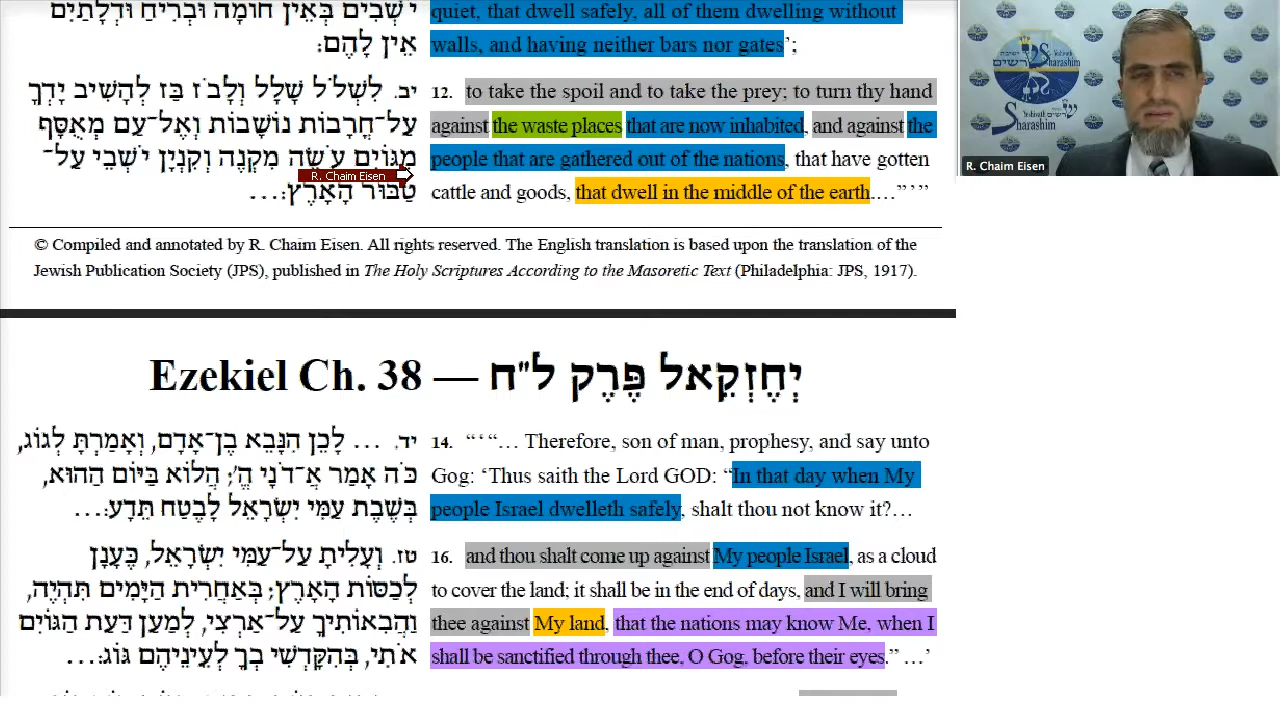 יֹשְׁבִים בְּאֵין חוֹמָה וּבְרִיחַ וּדְלָתַיִם
אֵין לָהֶם:
quiet, that dwell safely, all of them dwelling without
walls, and having neither bars nor gates’;
יב. לִשְׁלֹל שָׁלָל וְלָבֹז בַּז לְהָשִׁיב יָדְךָ
עַל־חֳרָבוֹת נוֹשָׁבוֹת וְאֶל־עַם מְאֻסָּף
מִגּוֹיִם עֹשֶׂה מִקְנֶה וְקִנְיָן יֹשְׁבֵי עַל־
טַבּוּר הָאָרֶץ:...
12. to take the spoil and to take the prey; to turn thy hand
against the waste places that are now inhabited, and against the
people that are gathered out of the nations, that have gotten
cattle and goods, that dwell in the middle of the earth.…”’”’
R. Chaim Eisen
© Compiled and annotated by R. Chaim Eisen. All rights reserved. The English translation is based upon the translation of the
Jewish Publication Society (JPS), published in The Holy Scriptures According to the Masoretic Text (Philadelphia: JPS, 1917).
Ezekiel Ch. 38 — יְחֶזְקֵאל פֶּרֶק ל"ח
יד. ... לָכֵן הִנָּבֵא בֶן־אָדָם, וְאָמַרְתָּ לְגוֹג,
כֹּה אָמַר אֲ־דֹנָי ה'; הֲלוֹא בַּיּוֹם הַהוּא,
בְּשֶׁבֶת עַמִּי יִשְׂרָאֵל לָבֶטַח תֵּדָע:...
14. “‘“… Therefore, son of man, prophesy, and say unto
Gog: ‘Thus saith the Lord GOD: “In that day when My
people Israel dwelleth safely, shalt thou not know it?…
טז. וְעָלִיתָ עַל־עַמִּי יִשְׂרָאֵל, כֶּעָנָן
לְכַסּוֹת הָאָרֶץ; בְּאַחֲרִית הַיָּמִים תִּהְיֶה,
וַהֲבִאוֹתִיךָ עַל־אַרְצִי, לְמַעַן דַּעַת הַגּוֹיִם
אֹתִי, בְּהִקָּדְשִׁי בְךָ לְעֵינֵיהֶם גּוֹג:...
16. and thou shalt come up against My people Israel, as a cloud
to cover the land; it shall be in the end of days, and I will bring
thee against My land, that the nations may know Me, when I
shall be sanctified through thee, O Gog, before their eyes.” …’
ישיבת
שרשים
Yeshivath
Sharashim
R. Chaim Eisen